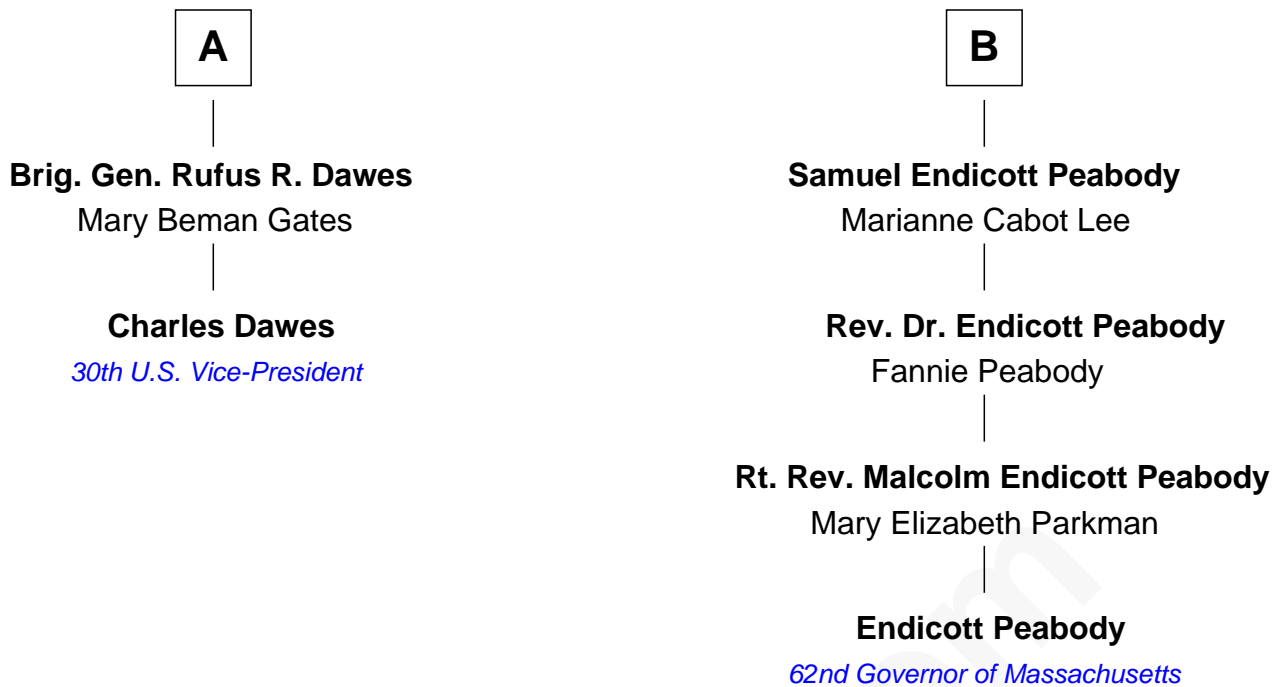 A
Brig. Gen. Rufus R. Dawes
Mary Beman Gates
Charles Dawes
30th U.S. Vice-President
B
Samuel Endicott Peabody
Marianne Cabot Lee
Rev. Dr. Endicott Peabody
Fannie Peabody
Rt. Rev. Malcolm Endicott Peabody
Mary Elizabeth Parkman
Endicott Peabody
62nd Governor of Massachusetts